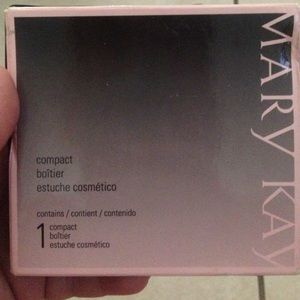 MARY KAY
compact
boîtier
estuche cosmético
contains / contient / contenido
1 compact
boîtier
estuche cosmético